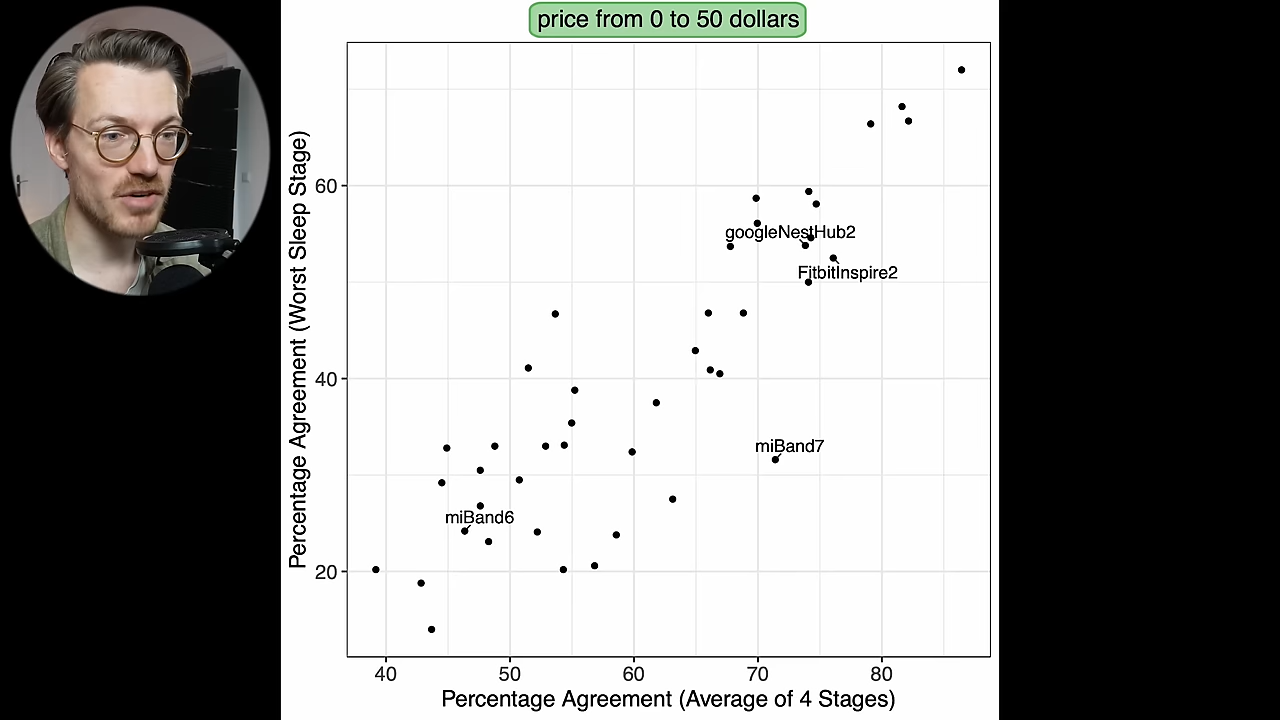 price from 0 to 50 dollars
Percentage Agreement (Worst Sleep Stage)
60
40
20
googleNestHub2
FitbitInspire2
miBand7
miBand6
40 50 60 70 80
Percentage Agreement (Average of 4 Stages)